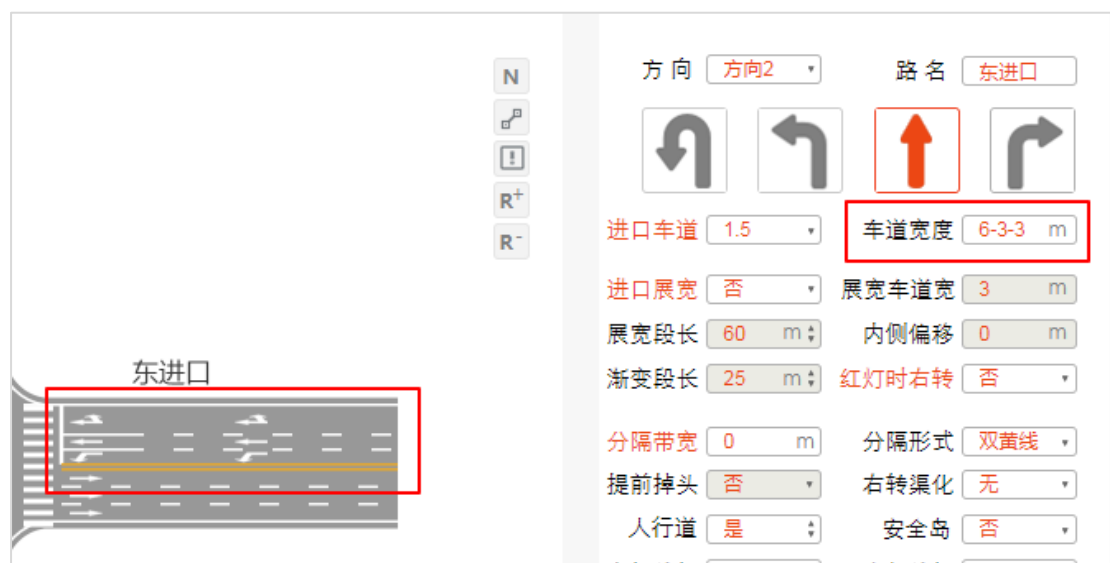 N
R+
R-
东进口
方 向 方向2 路 名 东进口
进口车道 1.5 车道宽度 6-3-3 m
进口展宽 否 展宽车道宽 3 m
展宽段长 60 m 内侧偏移 0 m
渐变段长 25 m 红灯时右转 否
分隔带宽 0 m 分隔形式 双黄线
提前掉头 否 右转渠化 无
人行道 是 安全岛 否